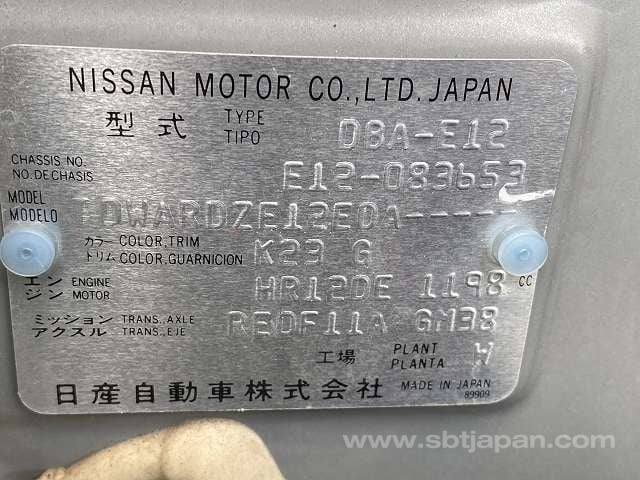 NISSAN MOTOR CO.,LTD. JAPAN
型式 TYPE TIPO DBA-E12
CHASSIS NO. NO. DE CHASIS E12-083653
MODEL MODELO DWARDZE12EDA-----
カラー COLOR,TRIM
トリム COLOR,GUARNICION K23 G
エンジン ENGINE MOTOR HR12DE 1198 CC
ミッション TRANS.,AXLE
アクスル TRANS.,EJE RE0F11A GM38
工場 PLANT PLANTA W
日産自動車株式会社 MADE IN JAPAN
89909
www.sbtjapan.com